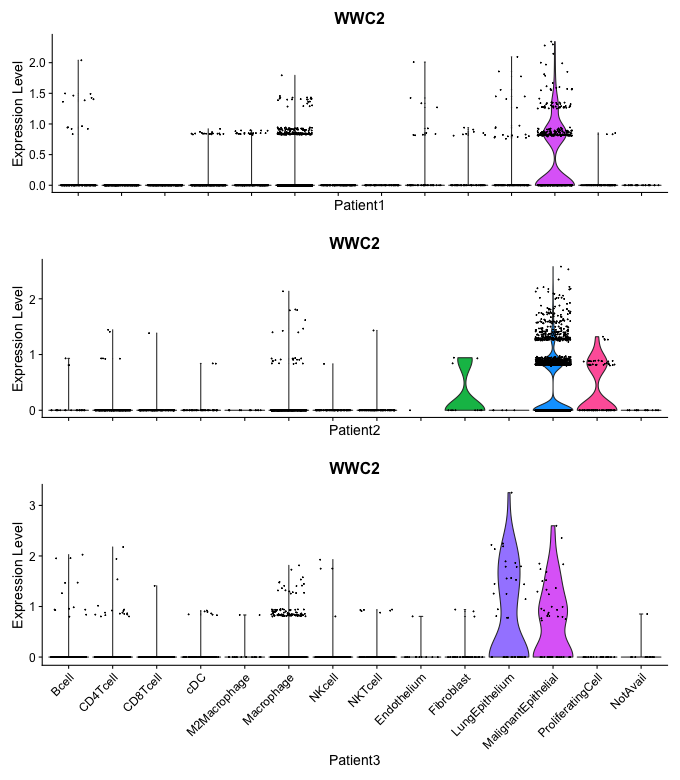 WWC2
Expression Level
2.0
1.5
1.0
0.5
0.0
Patient1
WWC2
Expression Level
2
1
0
Patient2
WWC2
Expression Level
3
2
1
0
Bcell
CD4Tcell
CD8Tcell
cDC
M2Macrophage
Macrophage
NKcell
NKTcell
Endothelium
Fibroblast
LungEpithelium
MalignantEpithelial
ProliferatingCell
NotAvail
Patient3